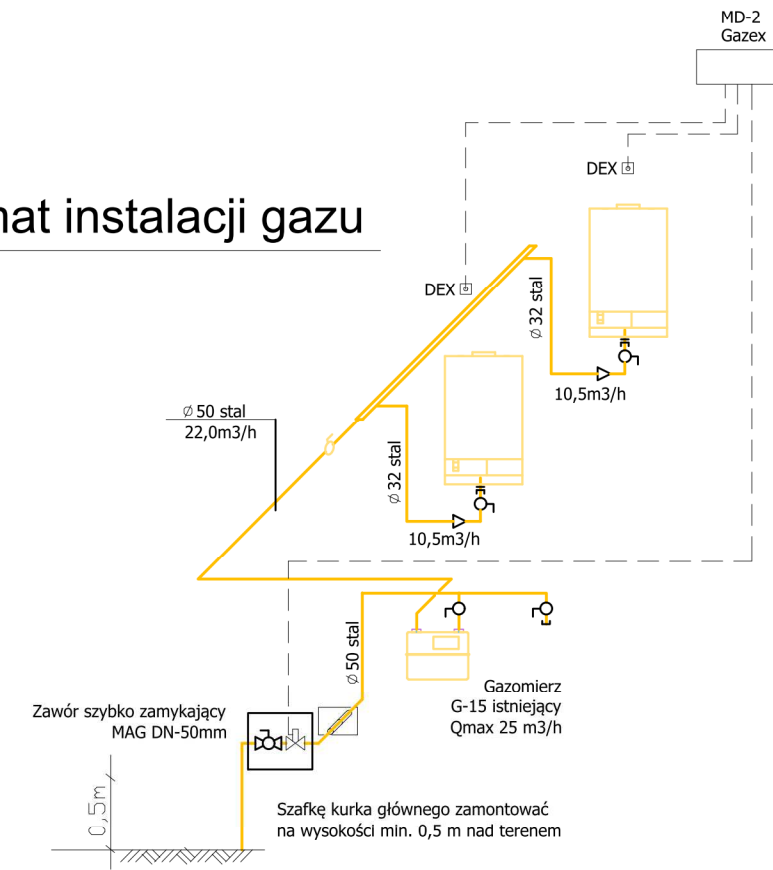 MD-2
Gazex
DEX
nat instalacji gazu
DEX
⌀ 32 stal
10,5m3/h
⌀ 50 stal
22,0m3/h
⌀ 32 stal
10,5m3/h
⌀ 50 stal
Gazomierz
G-15 istniejący
Qmax 25 m3/h
Zawór szybko zamykający
MAG DN-50mm
0,5m
Szafkę kurka głównego zamontować
na wysokości min. 0,5 m nad terenem